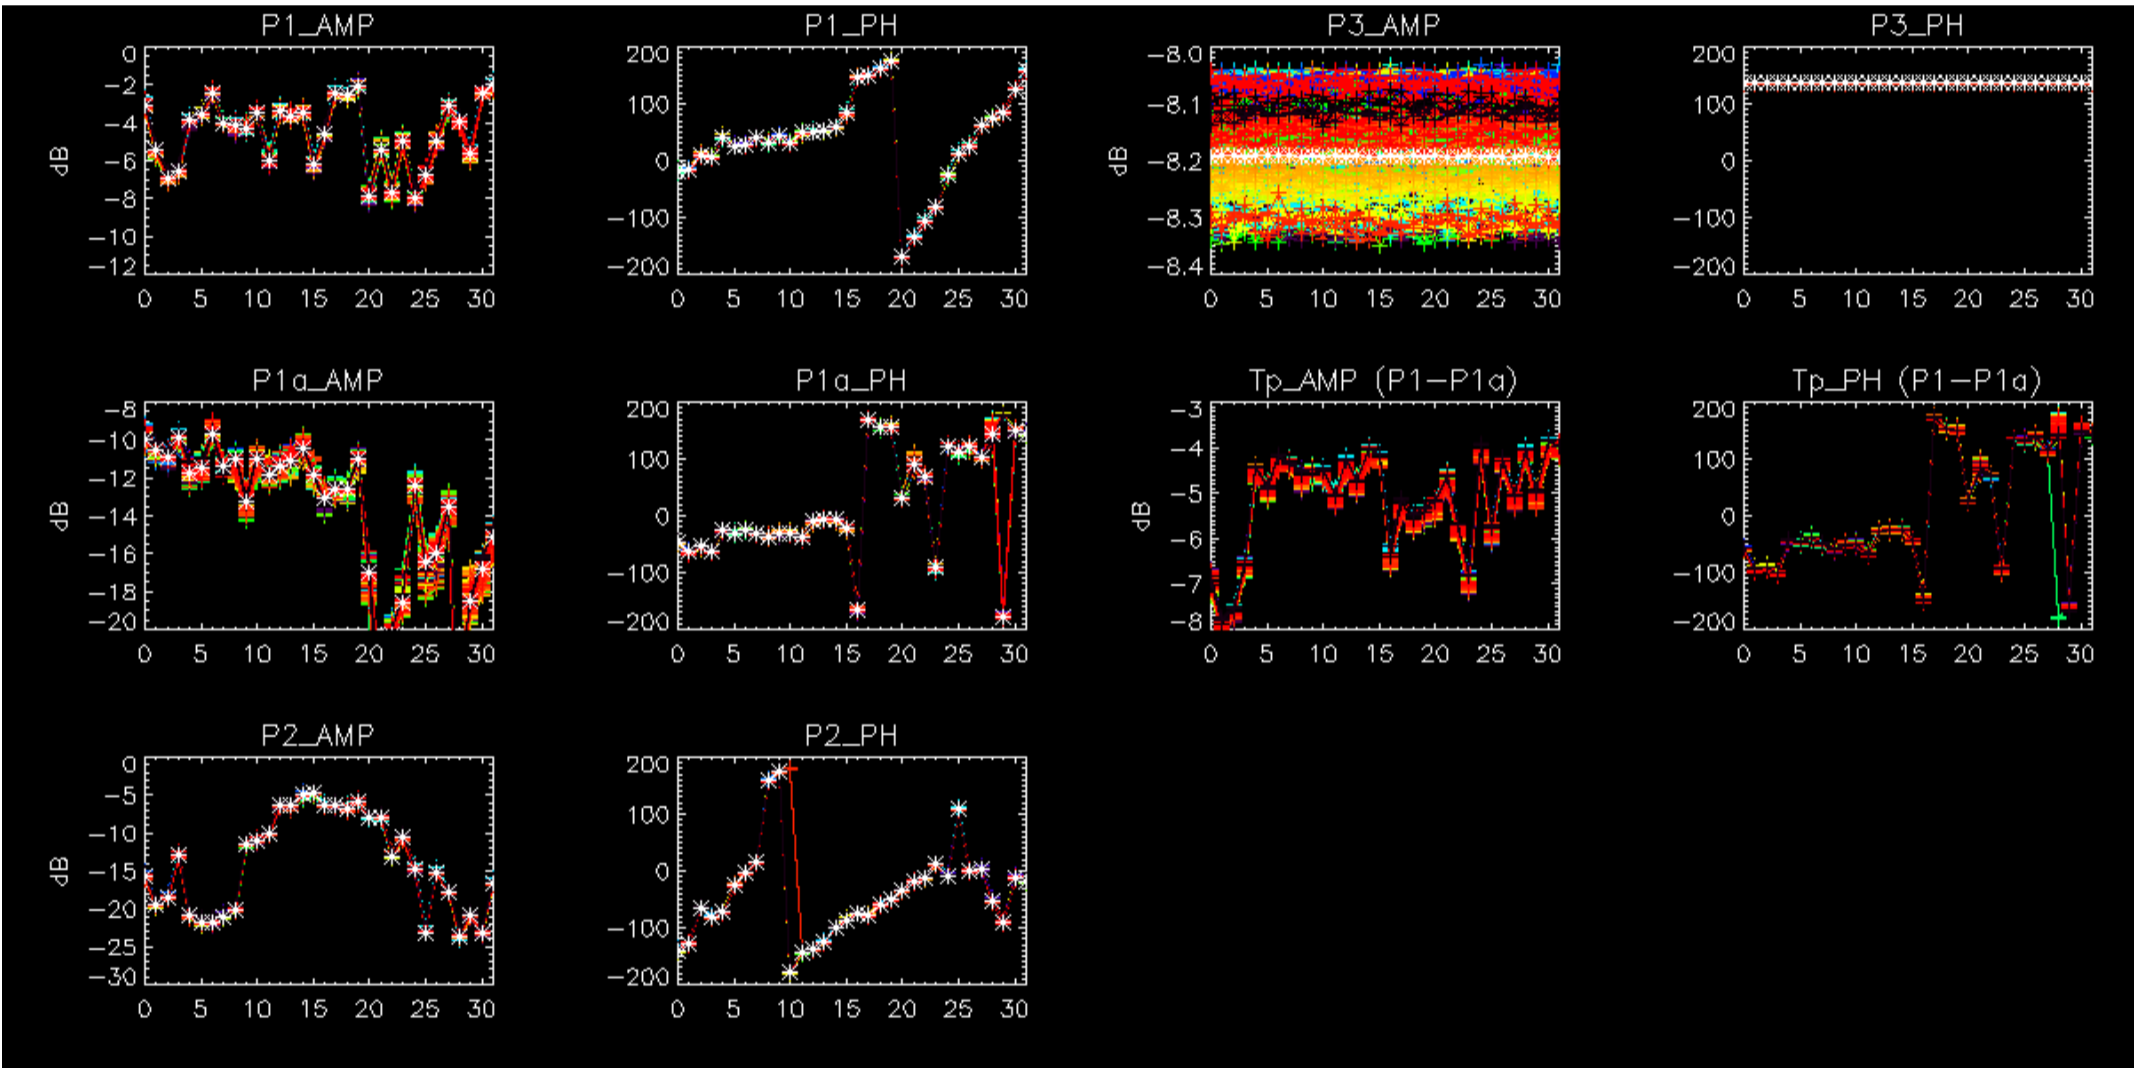 P1_AMP
0
−2
−4
−6
−8
−10
−12
dB
0 5 10 15 20 25 30
P1_PH
200
100
0
−100
−200
0 5 10 15 20 25 30
P3_AMP
−8.0
−8.1
−8.2
−8.3
−8.4
dB
0 5 10 15 20 25 30
P3_PH
200
100
0
−100
−200
0 5 10 15 20 25 30
P1a_AMP
−8
−10
−12
−14
−16
−18
−20
dB
0 5 10 15 20 25 30
P1a_PH
200
100
0
−100
−200
0 5 10 15 20 25 30
Tp_AMP (P1−P1a)
−3
−4
−5
−6
−7
−8
dB
0 5 10 15 20 25 30
Tp_PH (P1−P1a)
200
100
0
−100
−200
0 5 10 15 20 25 30
P2_AMP
0
−5
−10
−15
−20
−25
−30
dB
0 5 10 15 20 25 30
P2_PH
200
100
0
−100
−200
0 5 10 15 20 25 30